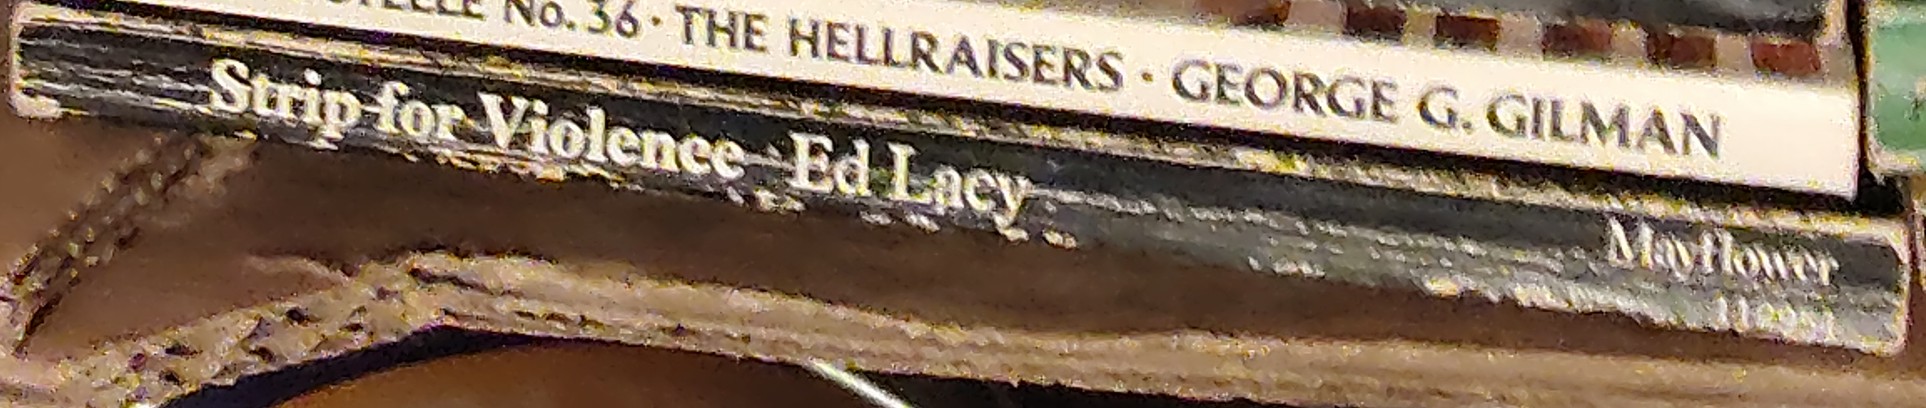 No. 36 · THE HELLRAISERS · GEORGE G. GILMAN
Strip for Violence Ed Lacy
Mayflower